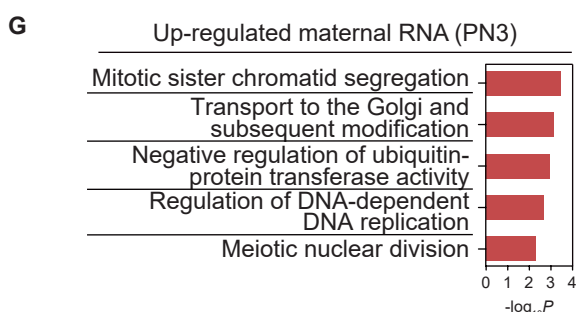 G
Up-regulated maternal RNA (PN3)
Mitotic sister chromatid segregation
Transport to the Golgi and
subsequent modification
Negative regulation of ubiquitin-
protein transferase activity
Regulation of DNA-dependent
DNA replication
Meiotic nuclear division
0 1 2 3 4
-log₁₀P